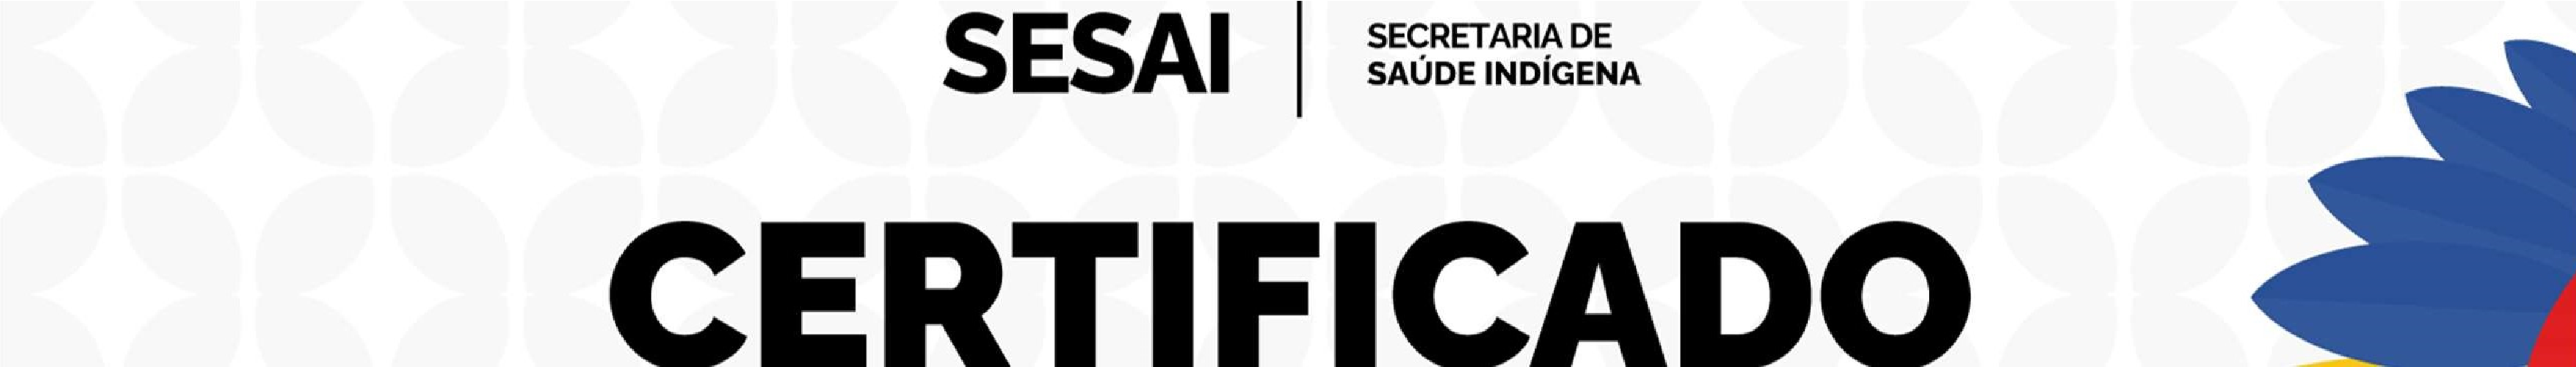 SESAI
SECRETARIA DE
SAÚDE INDÍGENA
CERTIFICADO